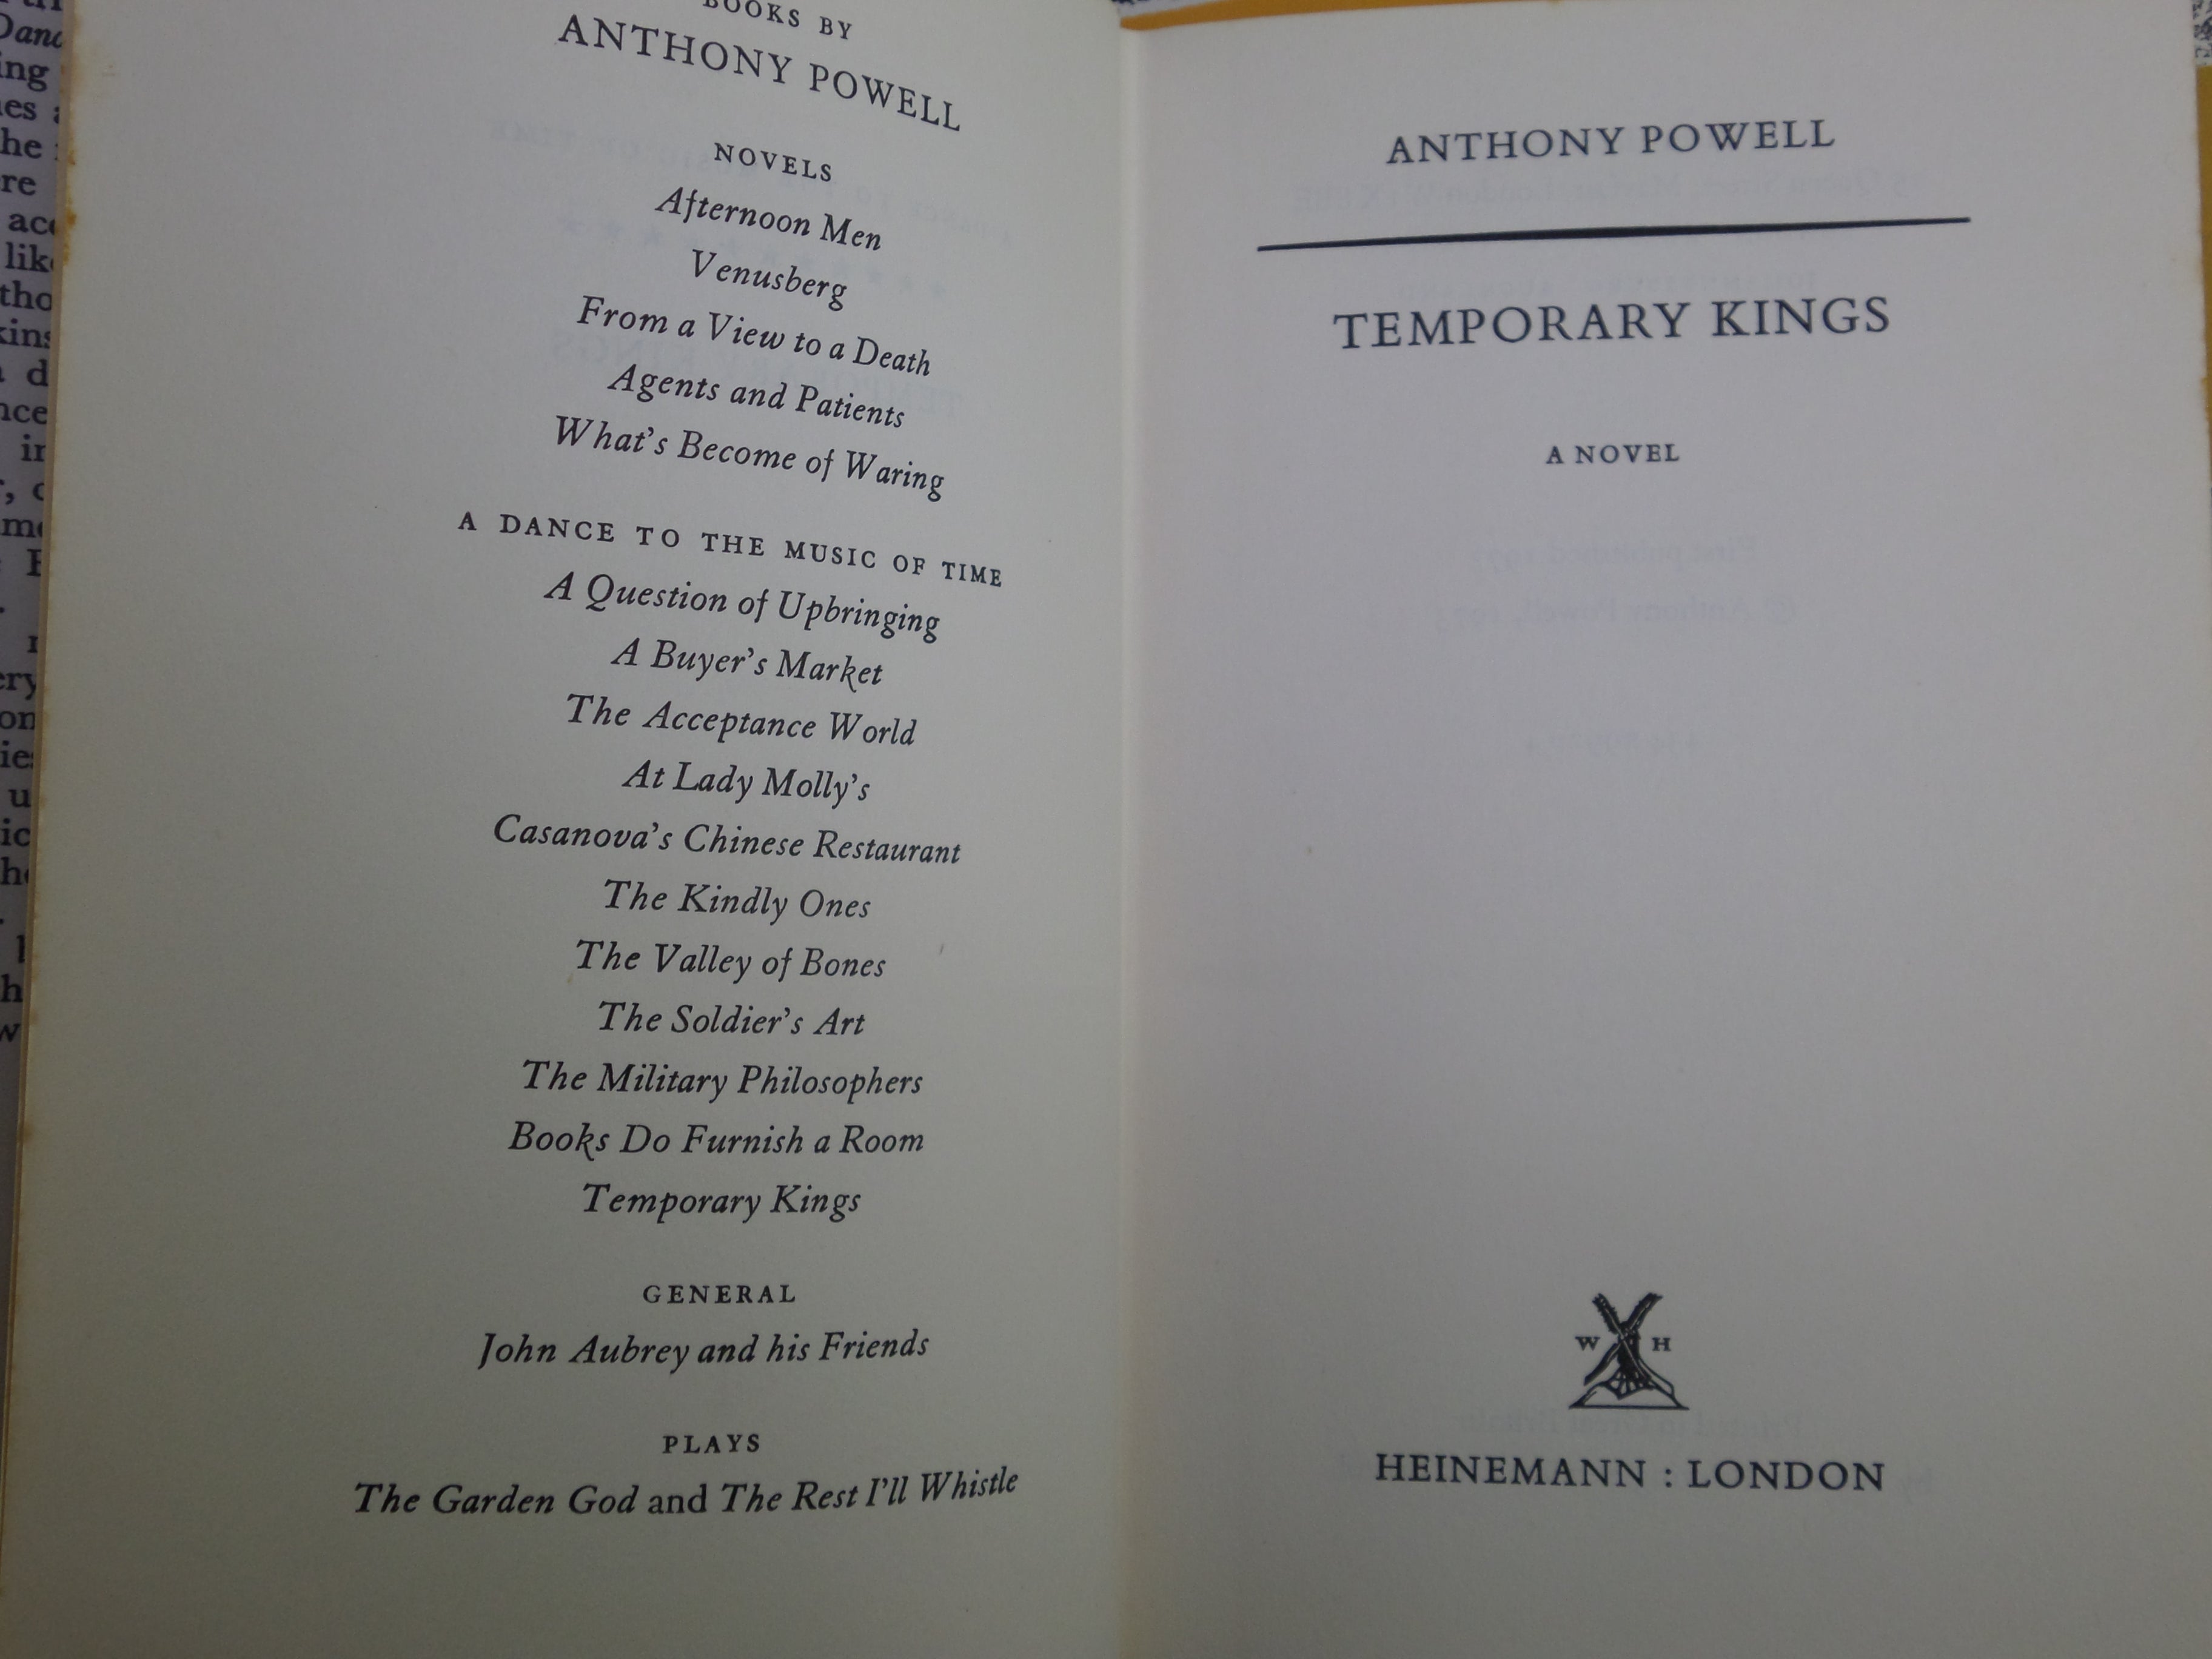 BOOKS BY
ANTHONY POWELL
NOVELS
Afternoon Men
Venusberg
From a View to a Death
Agents and Patients
What's Become of Waring
A DANCE TO THE MUSIC OF TIME
A Question of Upbringing
A Buyer's Market
The Acceptance World
At Lady Molly's
Casanova's Chinese Restaurant
The Kindly Ones
The Valley of Bones
The Soldier's Art
The Military Philosophers
Books Do Furnish a Room
Temporary Kings
GENERAL
John Aubrey and his Friends
PLAYS
The Garden God and The Rest I'll Whistle
ANTHONY POWELL
TEMPORARY KINGS
A NOVEL
W H
HEINEMANN : LONDON